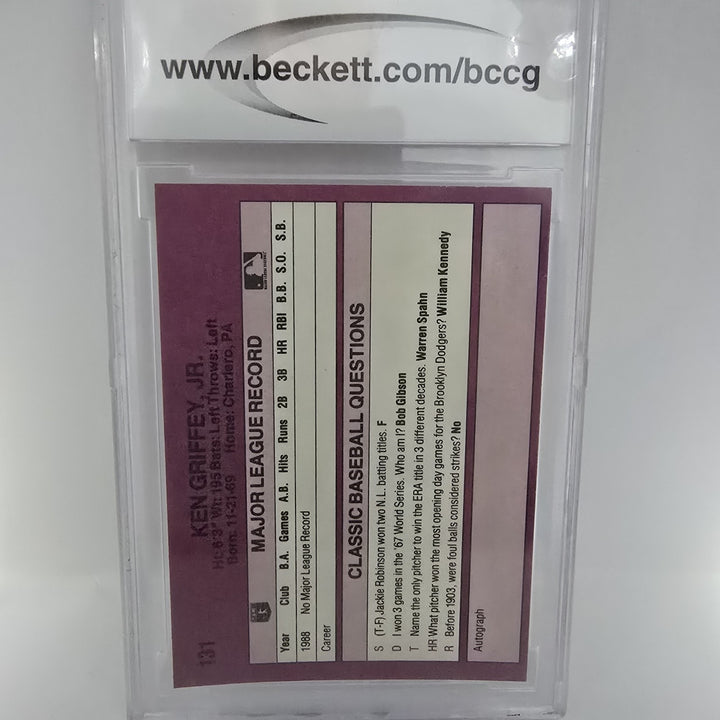 www.beckett.com/bccg
131
KEN GRIFFEY, JR.
Ht: 6'3" Wt: 195 Bats: Left Throws: Left
Born: 11-21-69 Home: Charlero, PA
MAJOR LEAGUE RECORD
Year Club B.A. Games A.B. Hits Runs 2B 3B HR RBI B.B. S.O. S.B.
1988 No Major League Record
Career
CLASSIC BASEBALL QUESTIONS
S (T-F) Jackie Robinson won two N.L. batting titles. F
D I won 3 games in the '67 World Series. Who am I? Bob Gibson
T Name the only pitcher to win the ERA title in 3 different decades. Warren Spahn
HR What pitcher won the most opening day games for the Brooklyn Dodgers? William Kennedy
R Before 1903, were foul balls considered strikes? No
Autograph